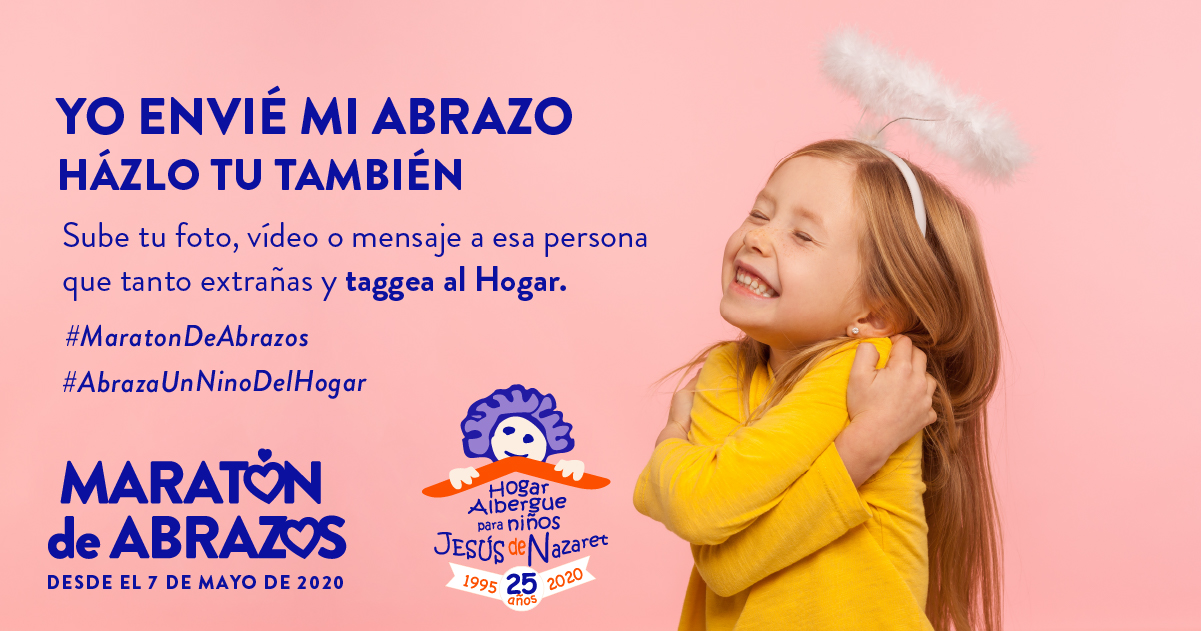 YO ENVIÉ MI ABRAZO
HÁZLO TU TAMBIÉN
Sube tu foto, vídeo o mensaje a esa persona
que tanto extrañas y taggea al Hogar.
#MaratonDeAbrazos
#AbrazaUnNinoDelHogar
MARATÓN
de ABRAZOS
DESDE EL 7 DE MAYO DE 2020
Hogar
Albergue
para niños
JESÚS de Nazaret
1995 25 2020
años